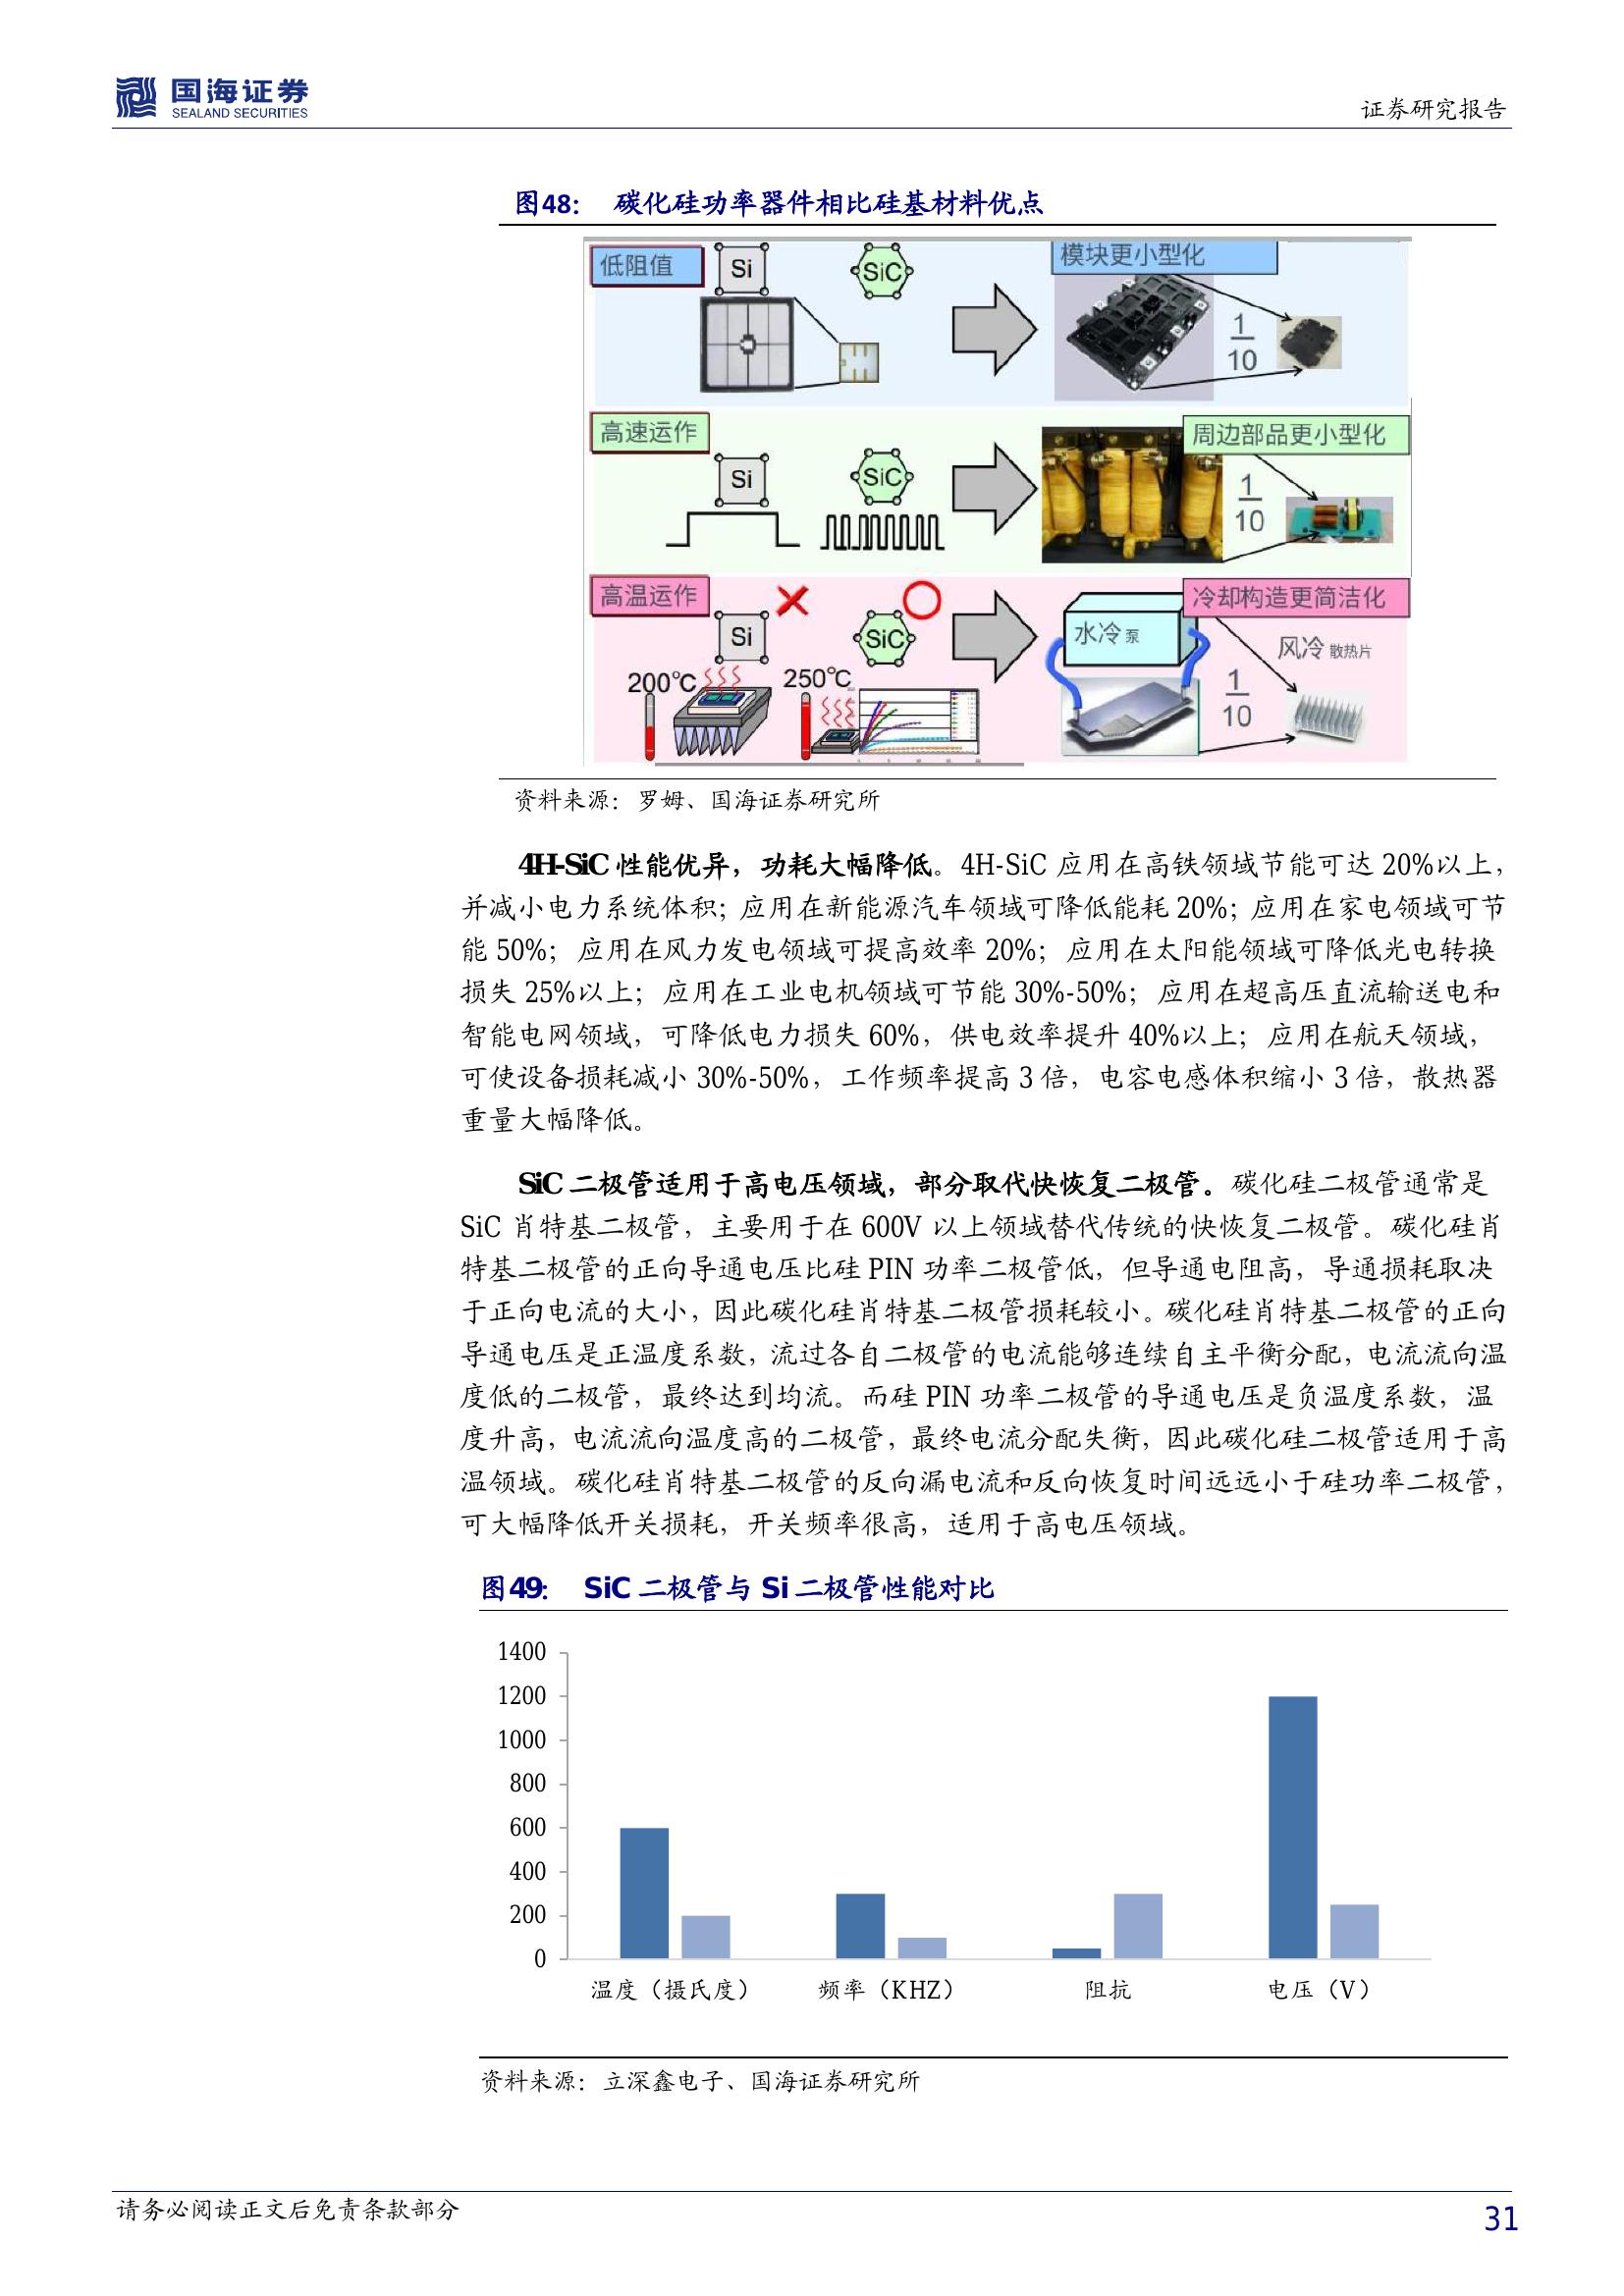 国海证券
SEALAND SECURITIES
证券研究报告
图48： 碳化硅功率器件相比硅基材料优点
低阻值
Si
SiC
模块更小型化
1
10
高速运作
Si
SiC
周边部品更小型化
1
10
高温运作
Si
SiC
200℃
250℃
冷却构造更简洁化
水冷 泵
风冷 散热片
1
10
资料来源：罗姆、国海证券研究所
4H-SiC 性能优异，功耗大幅降低。4H-SiC 应用在高铁领域节能可达 20%以上，
并减小电力系统体积；应用在新能源汽车领域可降低能耗 20%；应用在家电领域可节
能 50%；应用在风力发电领域可提高效率 20%；应用在太阳能领域可降低光电转换
损失 25%以上；应用在工业电机领域可节能 30%-50%；应用在超高压直流输送电和
智能电网领域，可降低电力损失 60%，供电效率提升 40%以上；应用在航天领域，
可使设备损耗减小 30%-50%，工作频率提高 3 倍，电容电感体积缩小 3 倍，散热器
重量大幅降低。
SiC 二极管适用于高电压领域，部分取代快恢复二极管。碳化硅二极管通常是
SiC 肖特基二极管，主要用于在 600V 以上领域替代传统的快恢复二极管。碳化硅肖
特基二极管的正向导通电压比硅 PIN 功率二极管低，但导通电阻高，导通损耗取决
于正向电流的大小，因此碳化硅肖特基二极管损耗较小。碳化硅肖特基二极管的正向
导通电压是正温度系数，流过各自二极管的电流能够连续自主平衡分配，电流流向温
度低的二极管，最终达到均流。而硅 PIN 功率二极管的导通电压是负温度系数，温
度升高，电流流向温度高的二极管，最终电流分配失衡，因此碳化硅二极管适用于高
温领域。碳化硅肖特基二极管的反向漏电流和反向恢复时间远远小于硅功率二极管，
可大幅降低开关损耗，开关频率很高，适用于高电压领域。
图49： SiC 二极管与 Si 二极管性能对比
1400
1200
1000
800
600
400
200
0
温度（摄氏度）
频率（KHZ）
阻抗
电压（V）
资料来源：立深鑫电子、国海证券研究所
请务必阅读正文后免责条款部分
31